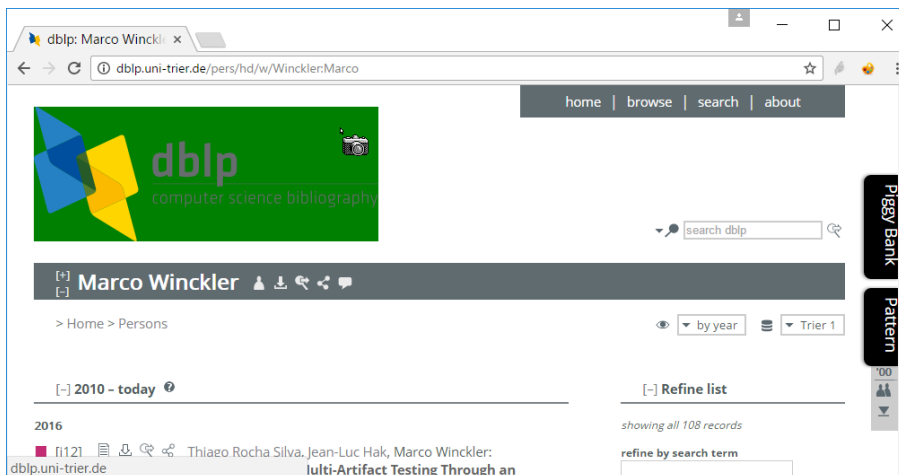 dblp: Marco Winckle
dblp.uni-trier.de/pers/hd/w/Winckler:Marco
home | browse | search | about
dblp
computer science bibliography
search dblp
Piggy Bank
[+]
[-] Marco Winckler
> Home > Persons
by year
Trier 1
Pattern
'00
[-] 2010 – today
[-] Refine list
2016
showing all 108 records
[j12] Thiago Rocha Silva, Jean-Luc Hak, Marco Winckler:
refine by search term
dblp.uni-trier.de
ulti-Artifact Testing Through an